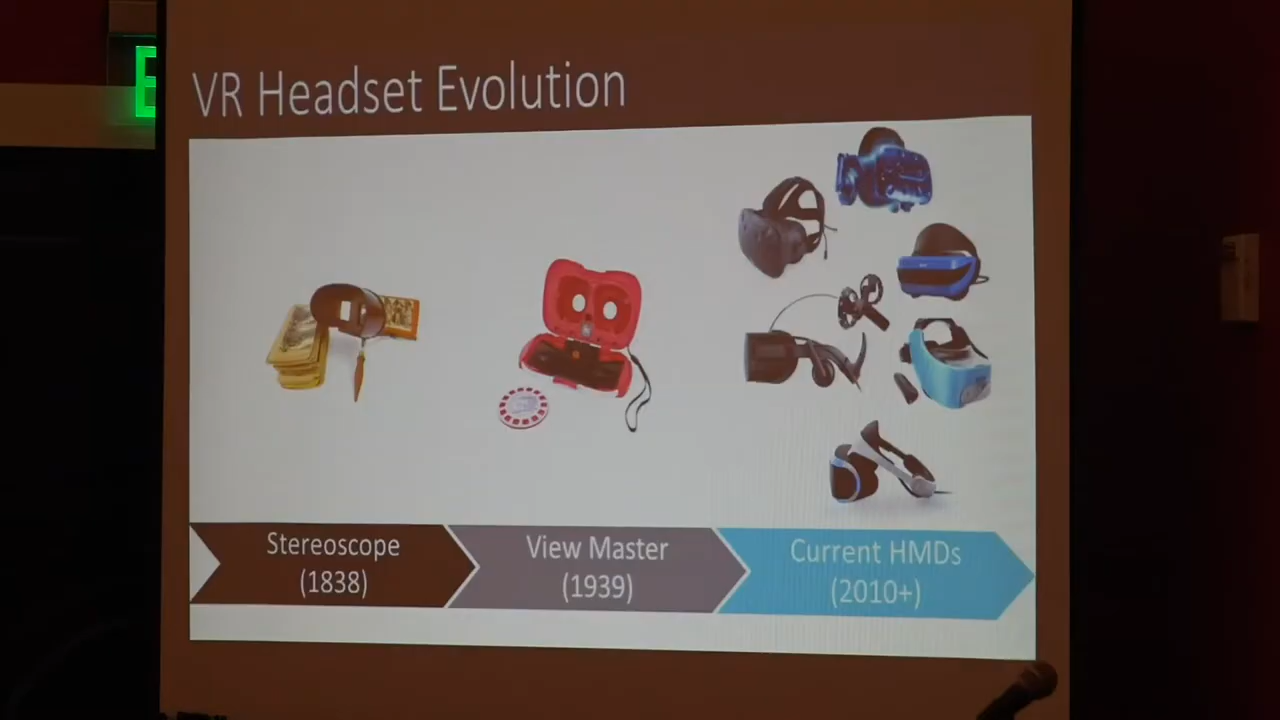 E
VR Headset Evolution
Stereoscope
(1838)
View Master
(1939)
Current HMDs
(2010+)